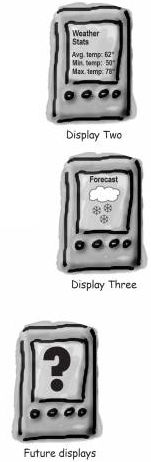 Weather
Stats
Avg. temp: 62°
Min. temp: 50°
Max. temp: 78°
Display Two
Forecast
Display Three
?
Future displays